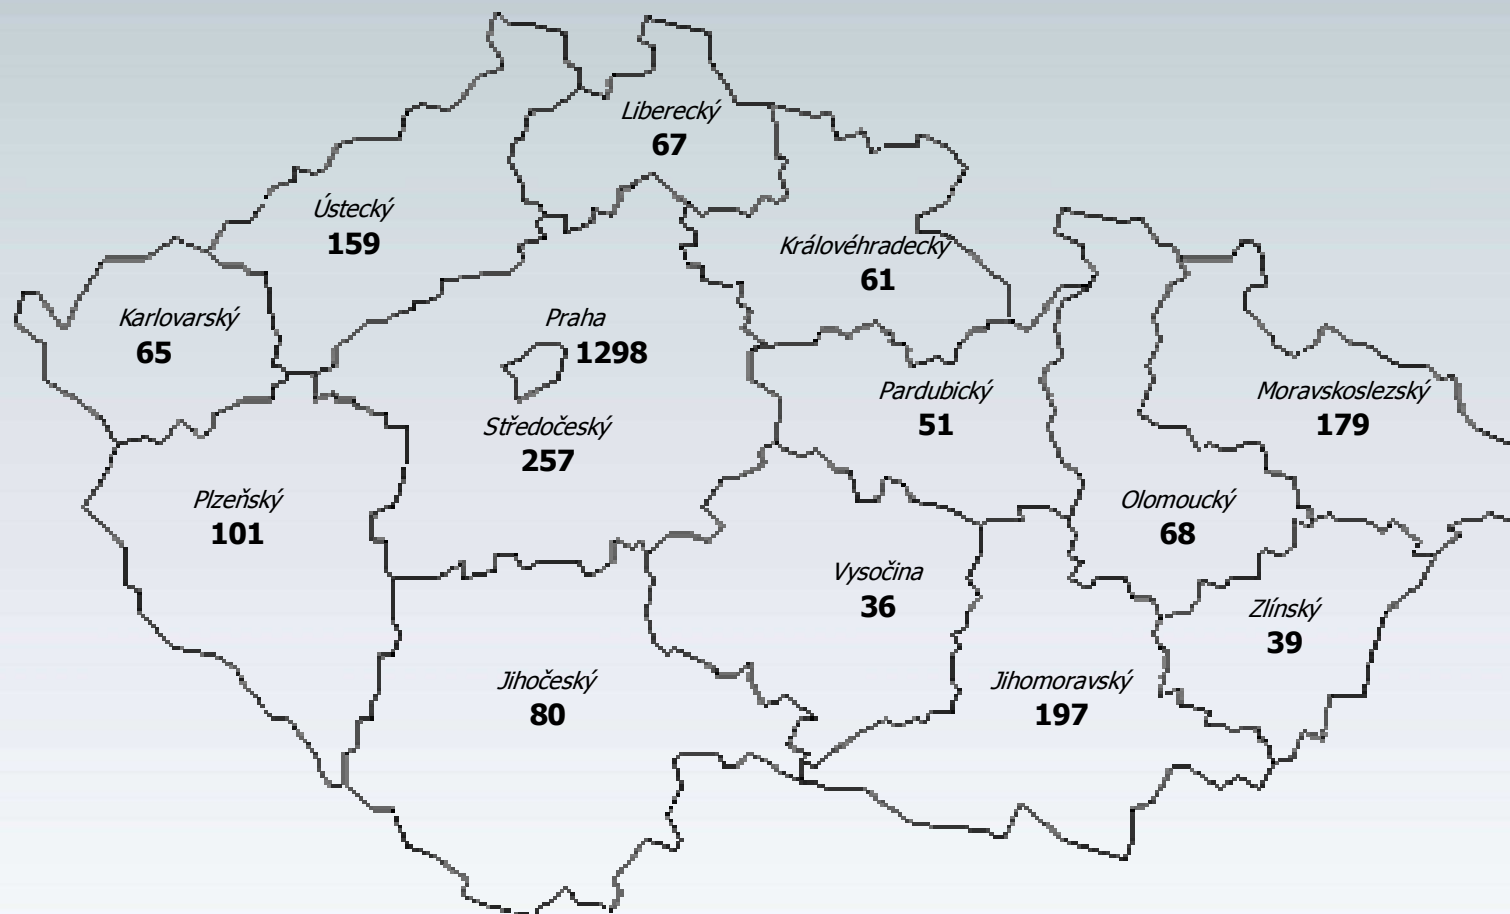 Liberecký
67
Ústecký
159
Královéhradecký
61
Karlovarský
65
Praha
1298
Pardubický
51
Moravskoslezský
179
Středočeský
257
Plzeňský
101
Olomoucký
68
Vysočina
36
Zlínský
39
Jihočeský
80
Jihomoravský
197